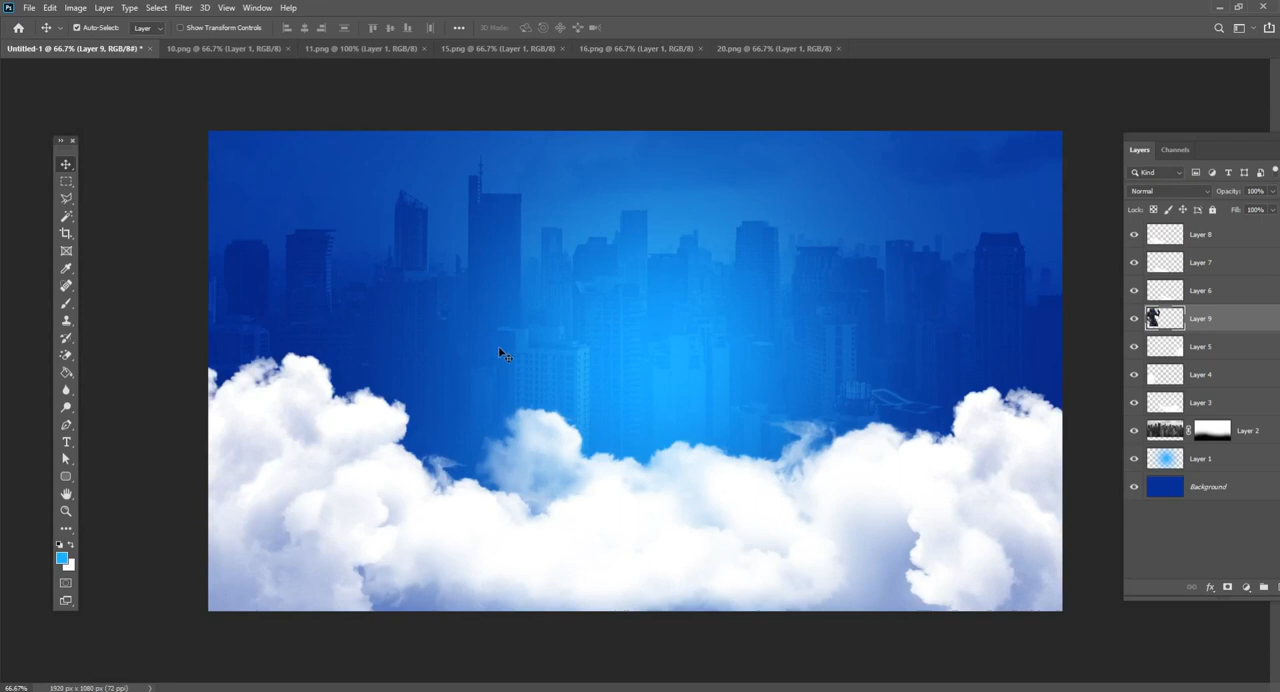 Ps File Edit Image Layer Type Select Filter 3D View Window Help
Auto-Select: Layer Show Transform Controls 3D Mode:
Untitled-1 @ 66.7% (Layer 9, RGB/8#) * × 10.png @ 66.7% (Layer 1, RGB/8) × 11.png @ 100% (Layer 1, RGB/8) × 15.png @ 66.7% (Layer 1, RGB/8) × 16.png @ 66.7% (Layer 1, RGB/8) × 20.png @ 66.7% (Layer 1, RGB/8) ×
Layers Channels
Kind
Normal Opacity: 100%
Lock: Fill: 100%
Layer 8
Layer 7
Layer 6
Layer 9
Layer 5
Layer 4
Layer 3
Layer 2
Layer 1
Background
fx
66.67% 1920 px x 1080 px (72 ppi)